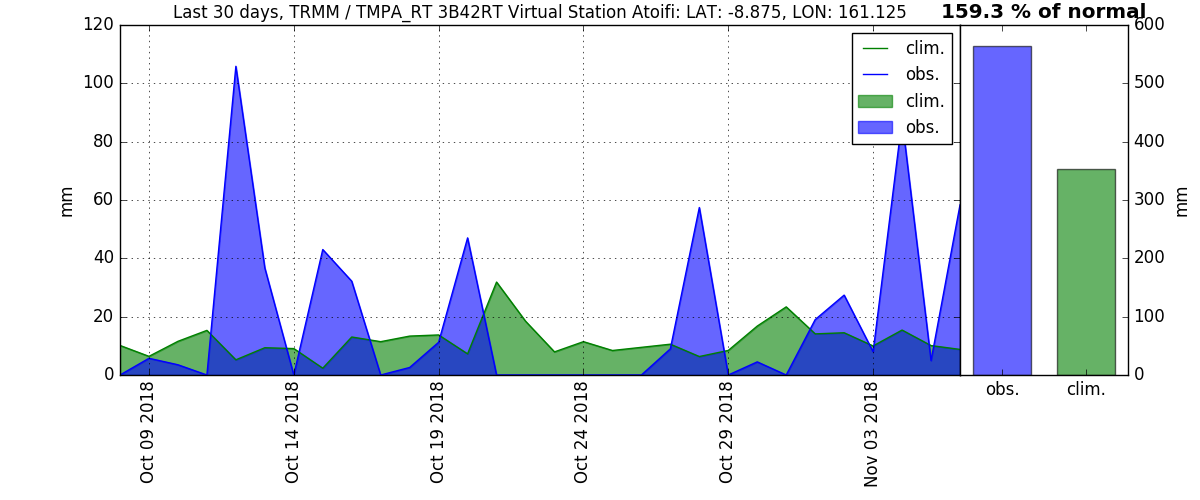 Last 30 days, TRMM / TMPA_RT 3B42RT Virtual Station Atoifi: LAT: -8.875, LON: 161.125
159.3 % of normal
120
100
80
60
40
20
0
mm
clim.
obs.
clim.
obs.
600
500
400
300
200
100
0
mm
Oct 09 2018
Oct 14 2018
Oct 19 2018
Oct 24 2018
Oct 29 2018
Nov 03 2018
obs.
clim.